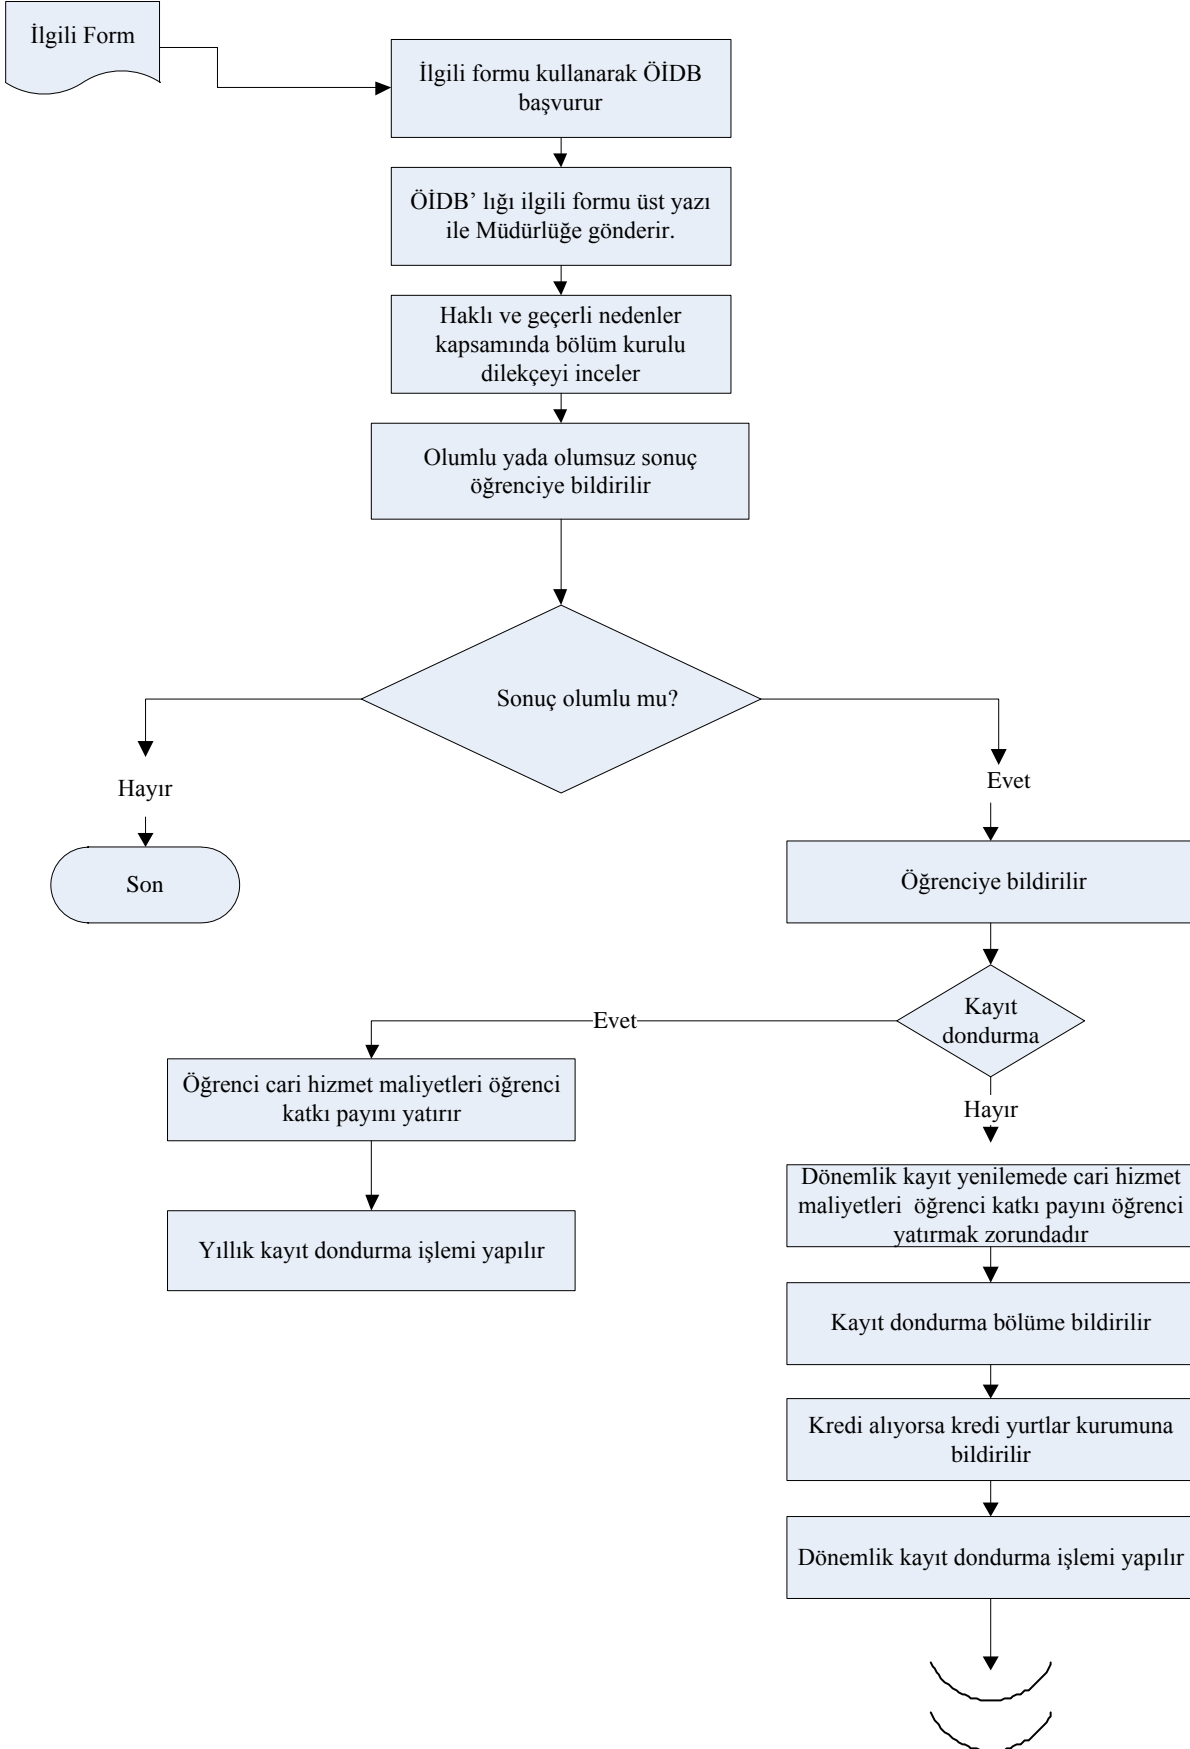 İlgili Form
İlgili formu kullanarak ÖİDB
başvurur
ÖİDB’ lığı ilgili formu üst yazı
ile Müdürlüğe gönderir.
Haklı ve geçerli nedenler
kapsamında bölüm kurulu
dilekçeyi inceler
Olumlu yada olumsuz sonuç
öğrenciye bildirilir
Sonuç olumlu mu?
Hayır
Evet
Son
Öğrenciye bildirilir
Kayıt
dondurma
Evet
Öğrenci cari hizmet maliyetleri öğrenci
katkı payını yatırır
Yıllık kayıt dondurma işlemi yapılır
Hayır
Dönemlik kayıt yenilemede cari hizmet
maliyetleri  öğrenci katkı payını öğrenci
yatırmak zorundadır
Kayıt dondurma bölüme bildirilir
Kredi alıyorsa kredi yurtlar kurumuna
bildirilir
Dönemlik kayıt dondurma işlemi yapılır